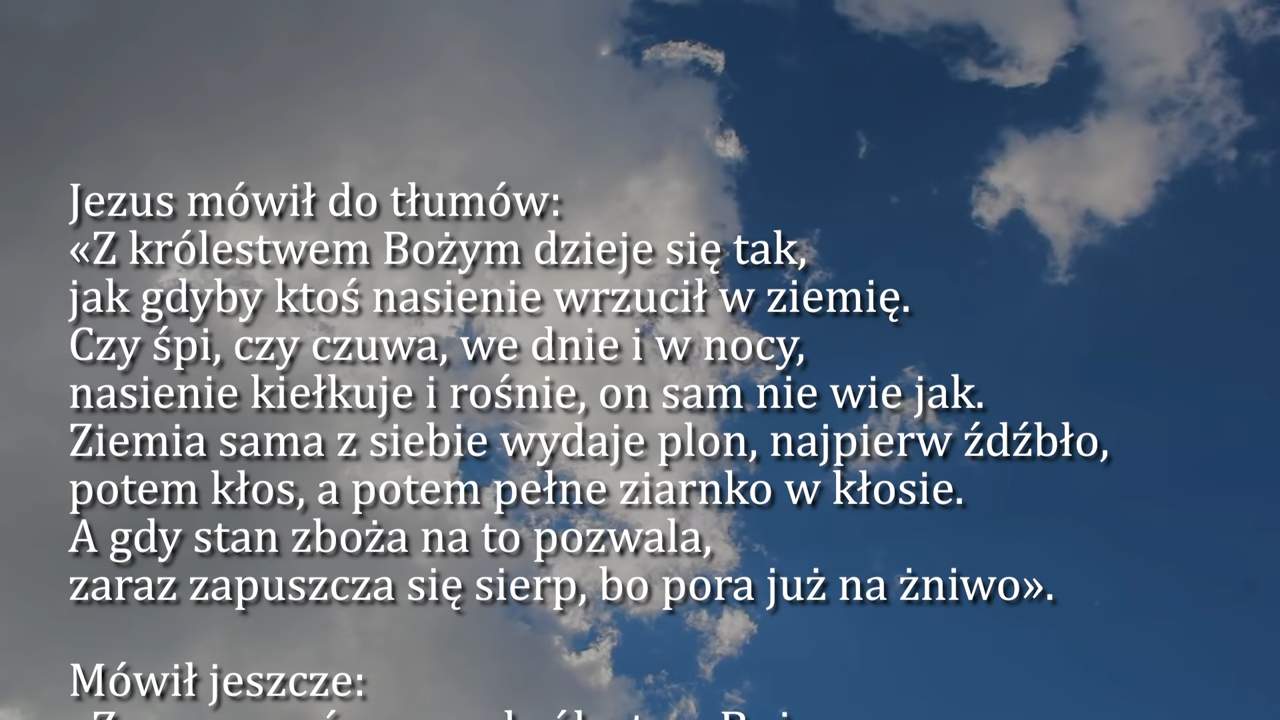 Jezus mówił do tłumów:
«Z królestwem Bożym dzieje się tak,
jak gdyby ktoś nasienie wrzucił w ziemię.
Czy śpi, czy czuwa, we dnie i w nocy,
nasienie kiełkuje i rośnie, on sam nie wie jak.
Ziemia sama z siebie wydaje plon, najpierw źdźbło,
potem kłos, a potem pełne ziarnko w kłosie.
A gdy stan zboża na to pozwala,
zaraz zapuszcza się sierp, bo pora już na żniwo».
Mówił jeszcze: